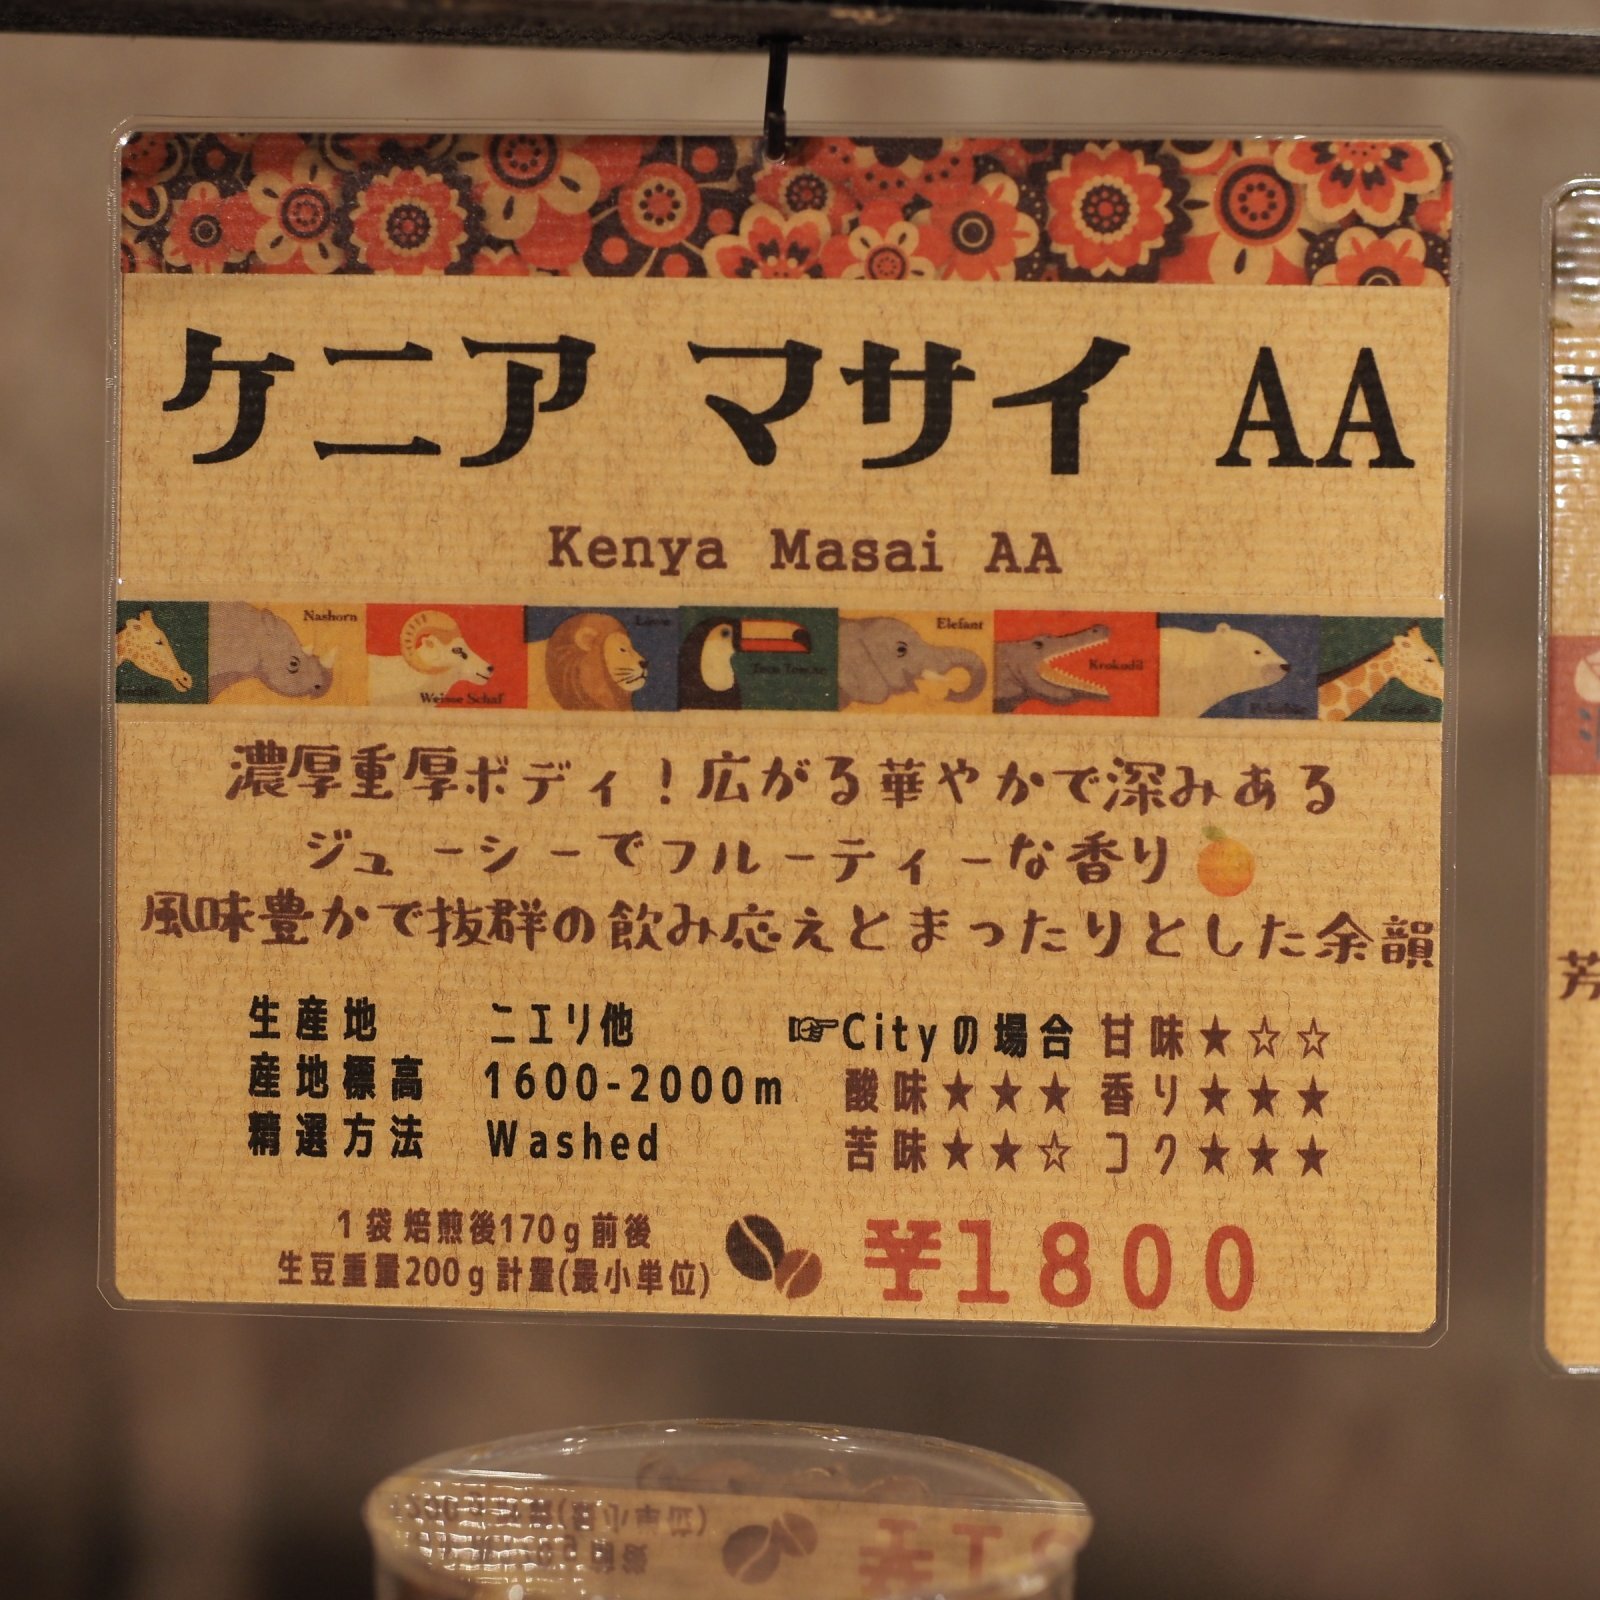 ケニア マサイ AA
Kenya Masai AA
Nashorn
Weisse Schaf
Elefant
Krokodil
濃厚重厚ボディ！広がる華やかで深みある
ジューシーでフルーティーな香り
風味豊かで抜群の飲み応えとまったりとした余韻
生産地 ニエリ他
産地標高 1600-2000m
精選方法 Washed
☞Cityの場合 甘味★☆☆
酸味★★★ 香り★★★
苦味★★☆ コク★★★
1袋焙煎後170g前後
生豆重量200g計量(最小単位)
¥1800
芳